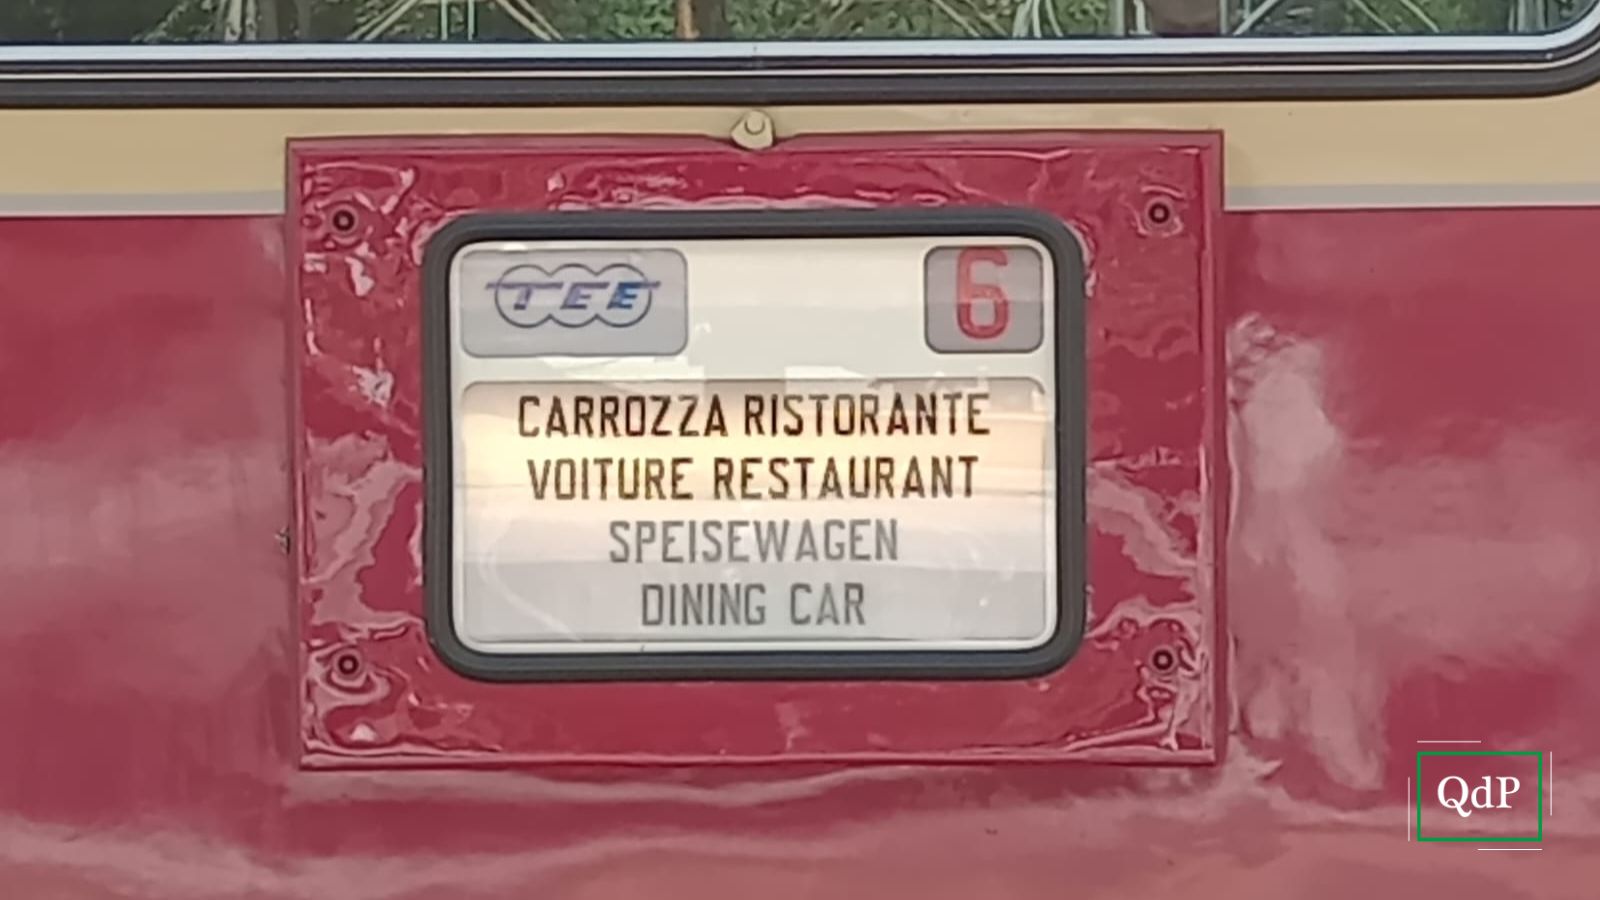 TEE
6
CARROZZA RISTORANTE
VOITURE RESTAURANT
SPEISEWAGEN
DINING CAR
QdP